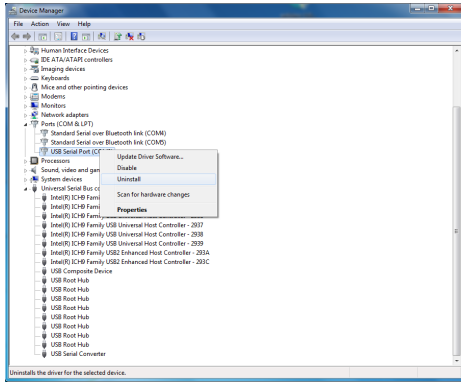 Device Manager
File Action View Help
Human Interface Devices
IDE ATA/ATAPI controllers
Imaging devices
Keyboards
Mice and other pointing devices
Modems
Monitors
Network adapters
Ports (COM & LPT)
Standard Serial over Bluetooth link (COM4)
Standard Serial over Bluetooth link (COM5)
USB Serial Port (CO
Update Driver Software...
Disable
Uninstall
Scan for hardware changes
Properties
Processors
Sound, video and gam
System devices
Universal Serial Bus co
Intel(R) ICH9 Fami
Intel(R) ICH9 Fami
Intel(R) ICH9 Family USB Universal Host Controller
Intel(R) ICH9 Family USB Universal Host Controller - 2937
Intel(R) ICH9 Family USB Universal Host Controller - 2938
Intel(R) ICH9 Family USB Universal Host Controller - 2939
Intel(R) ICH9 Family USB2 Enhanced Host Controller - 293A
Intel(R) ICH9 Family USB2 Enhanced Host Controller - 293C
USB Composite Device
USB Root Hub
USB Root Hub
USB Root Hub
USB Root Hub
USB Root Hub
USB Root Hub
USB Root Hub
USB Root Hub
USB Serial Converter
Uninstalls the driver for the selected device.